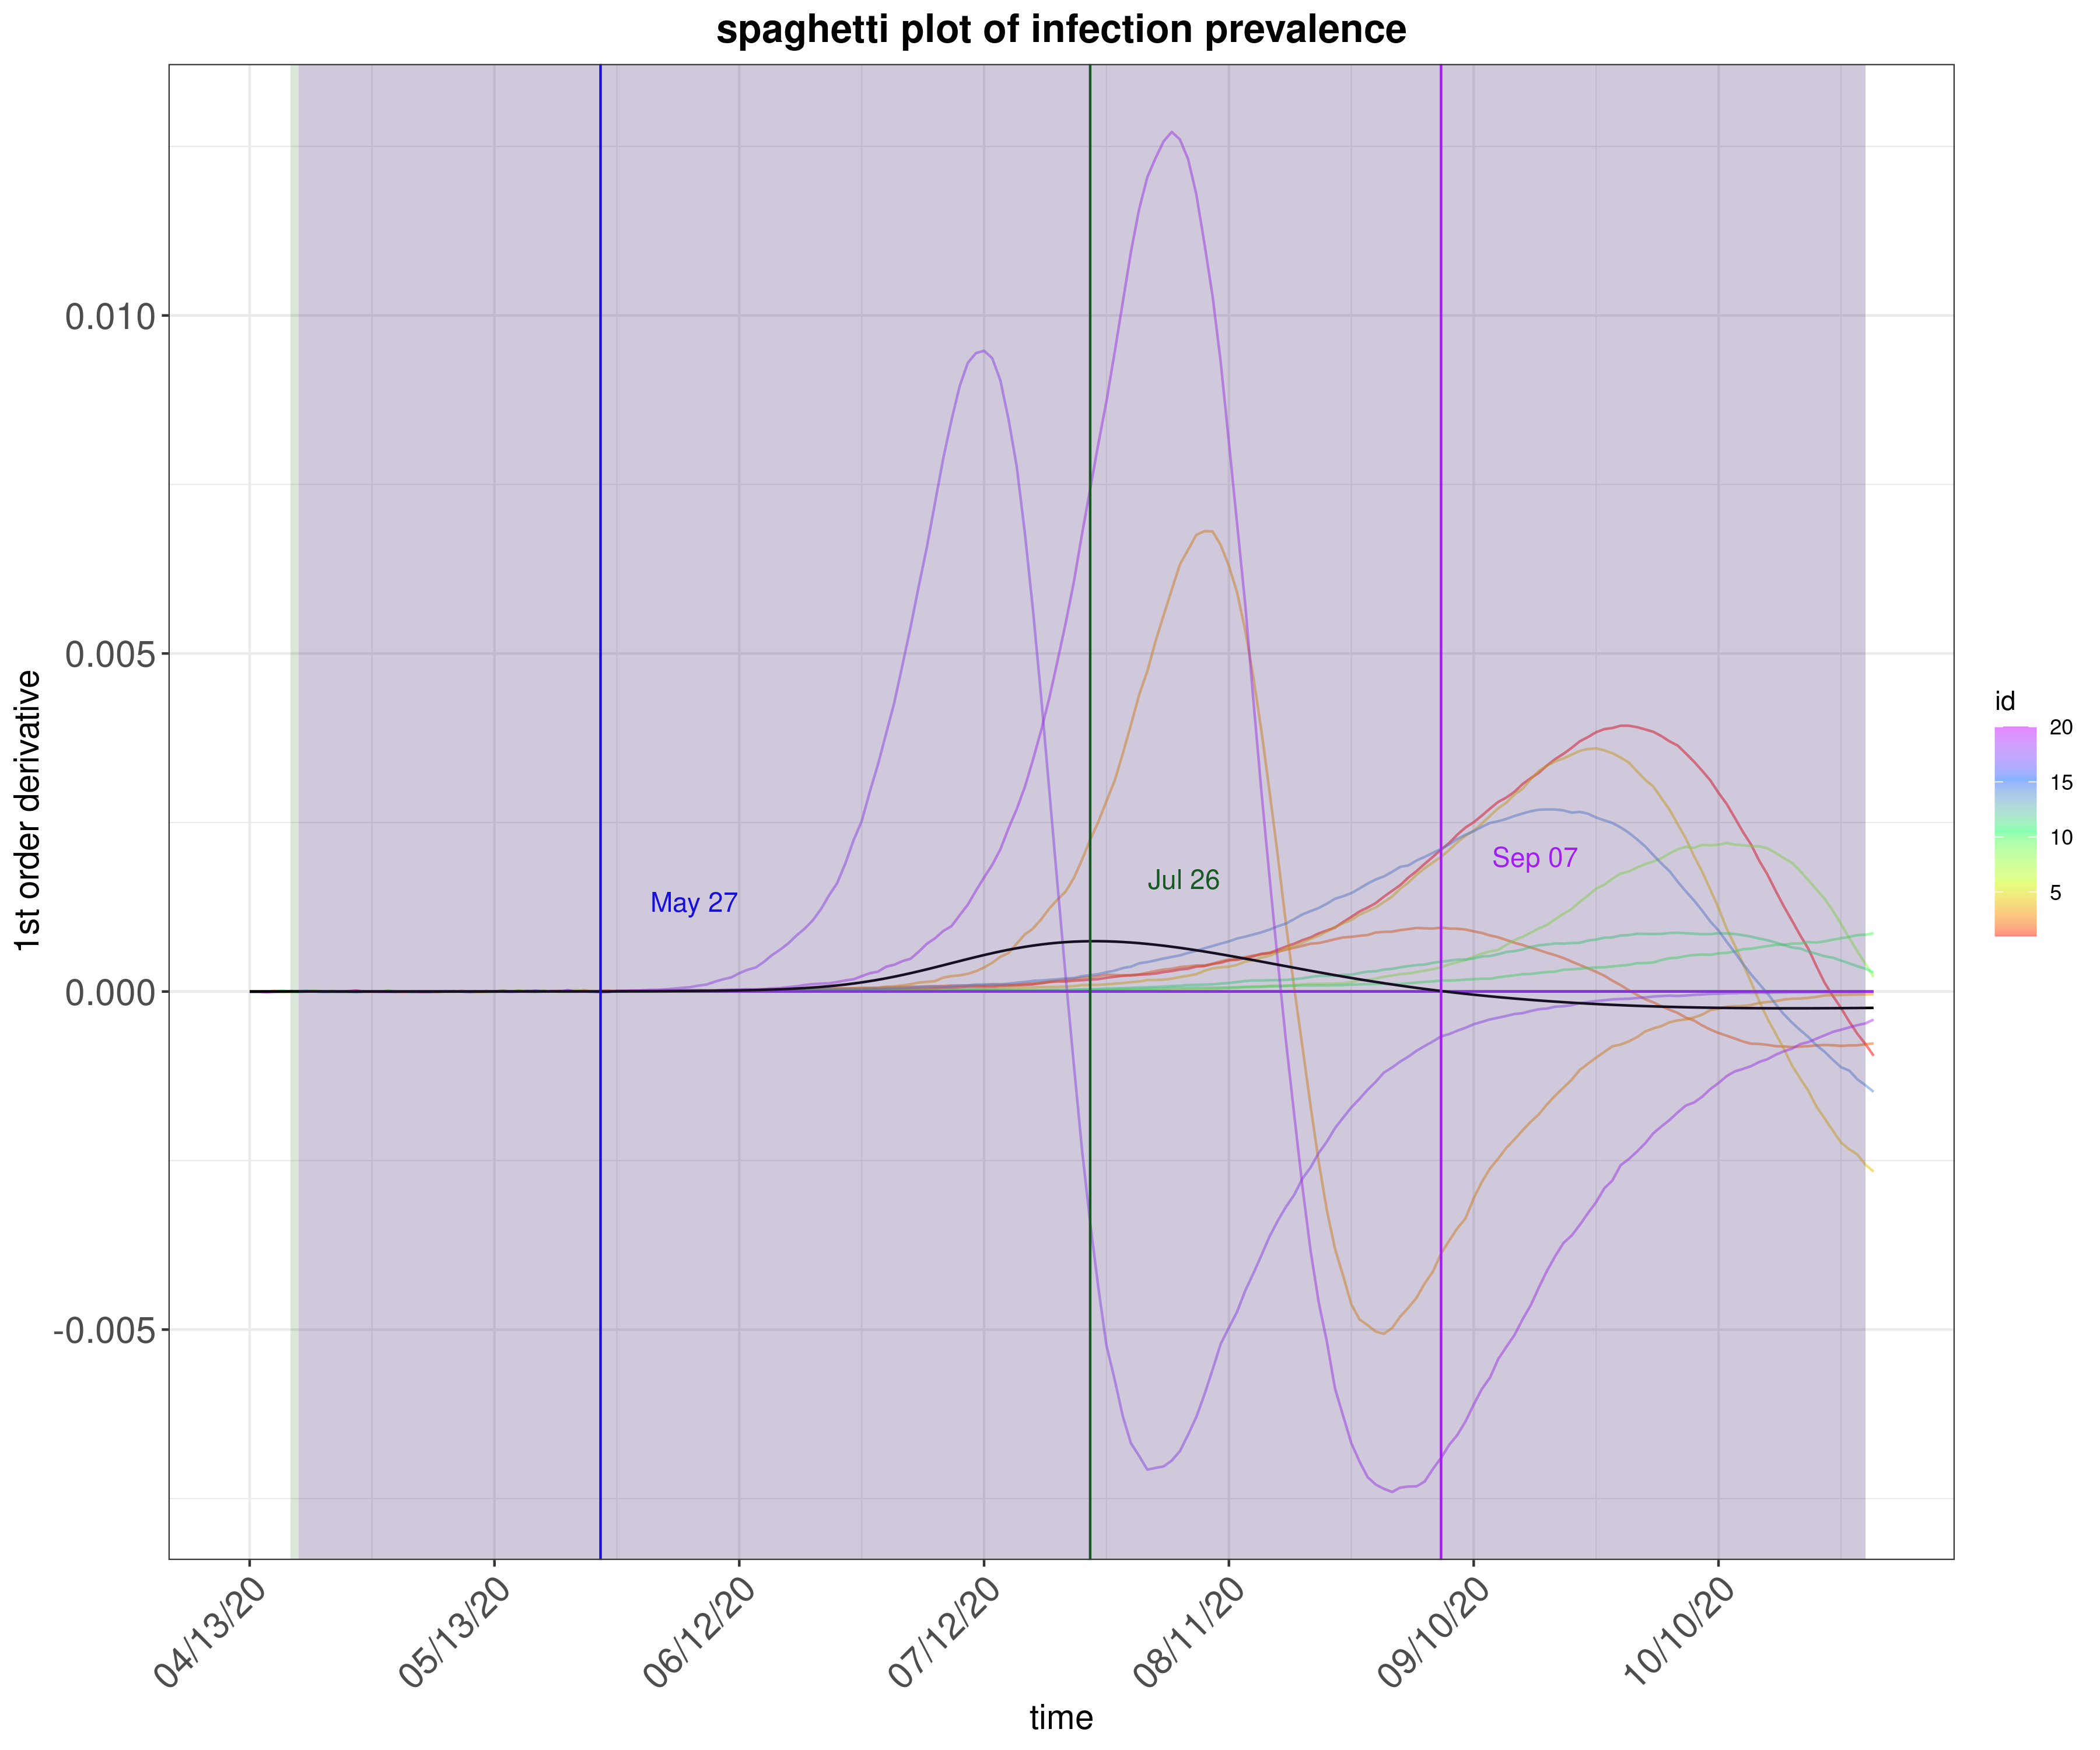 spaghetti plot of infection prevalence
1st order derivative
0.010
0.005
0.000
-0.005
May 27
Jul 26
Sep 07
id
20
15
10
5
04/13/20
05/13/20
06/12/20
07/12/20
08/11/20
09/10/20
10/10/20
time